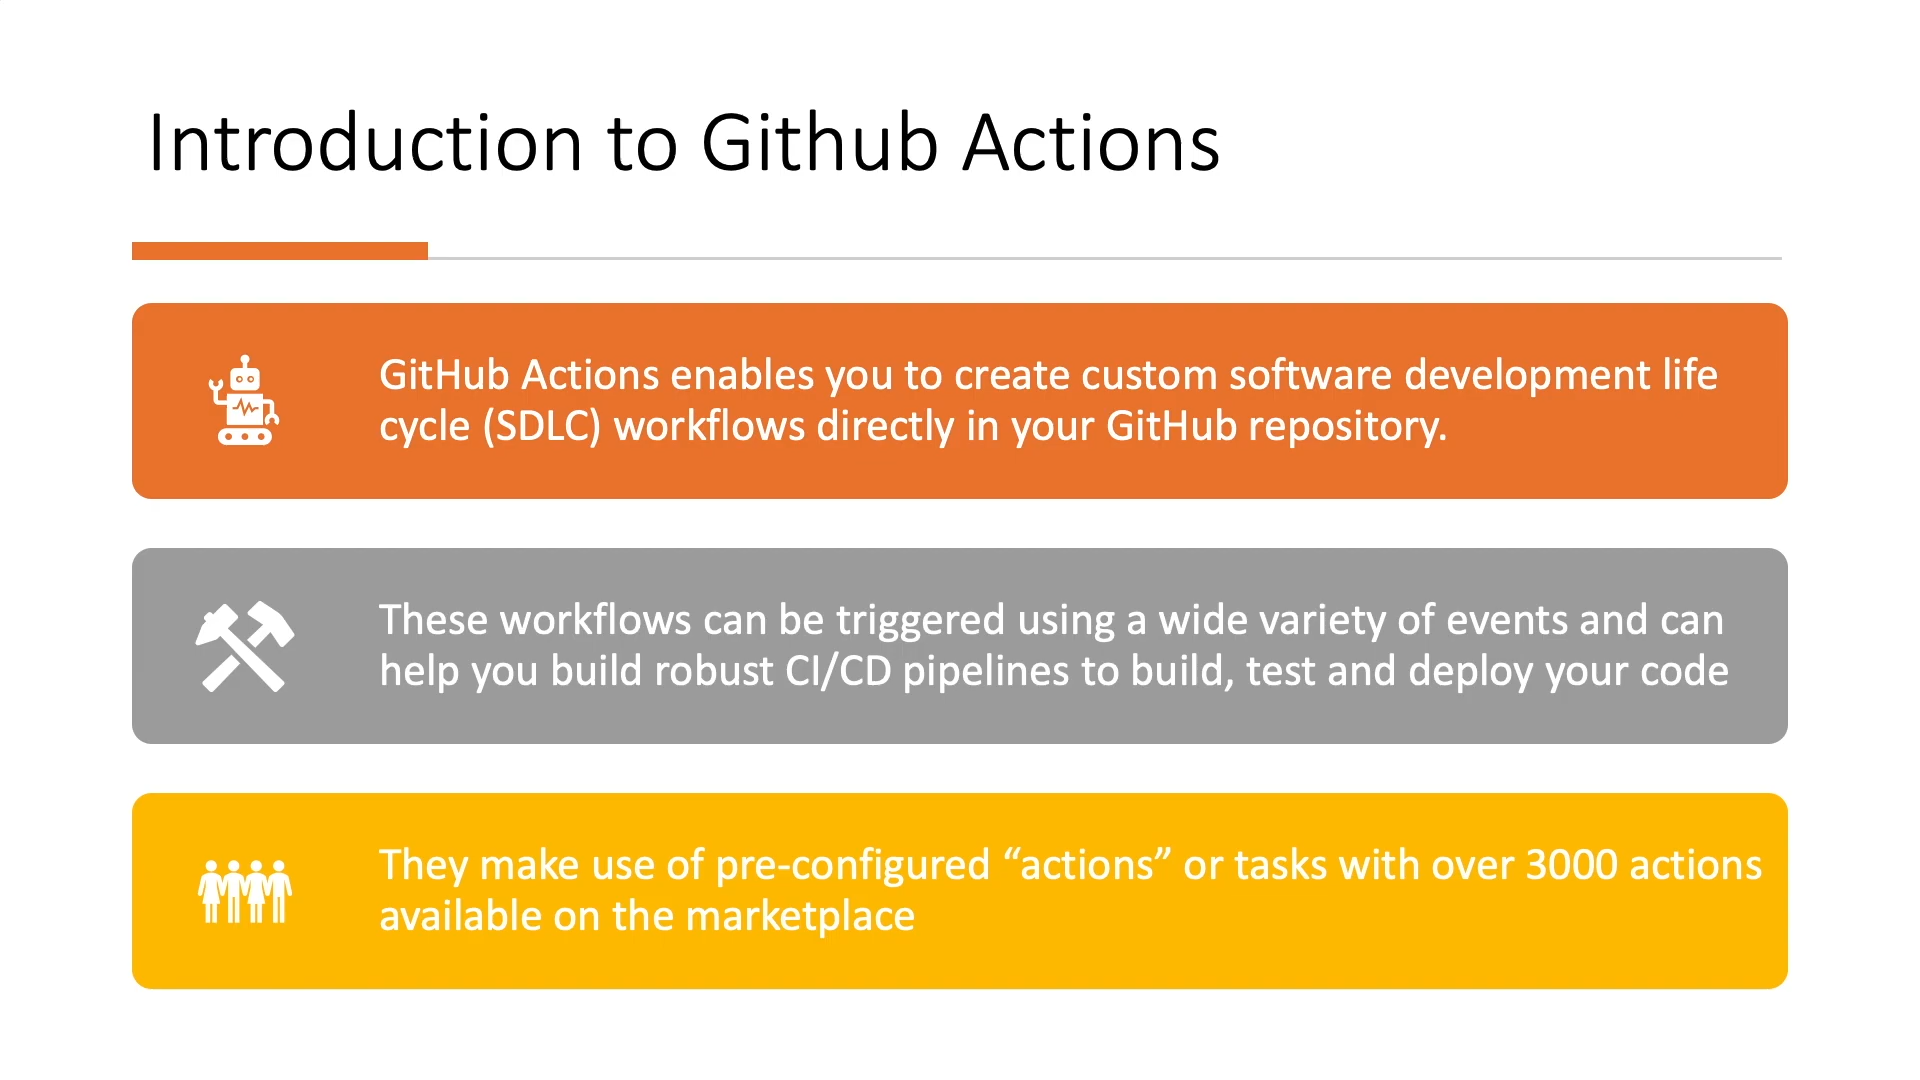 Introduction to Github Actions
GitHub Actions enables you to create custom software development life
cycle (SDLC) workflows directly in your GitHub repository.
These workflows can be triggered using a wide variety of events and can
help you build robust CI/CD pipelines to build, test and deploy your code
They make use of pre-configured “actions” or tasks with over 3000 actions
available on the marketplace